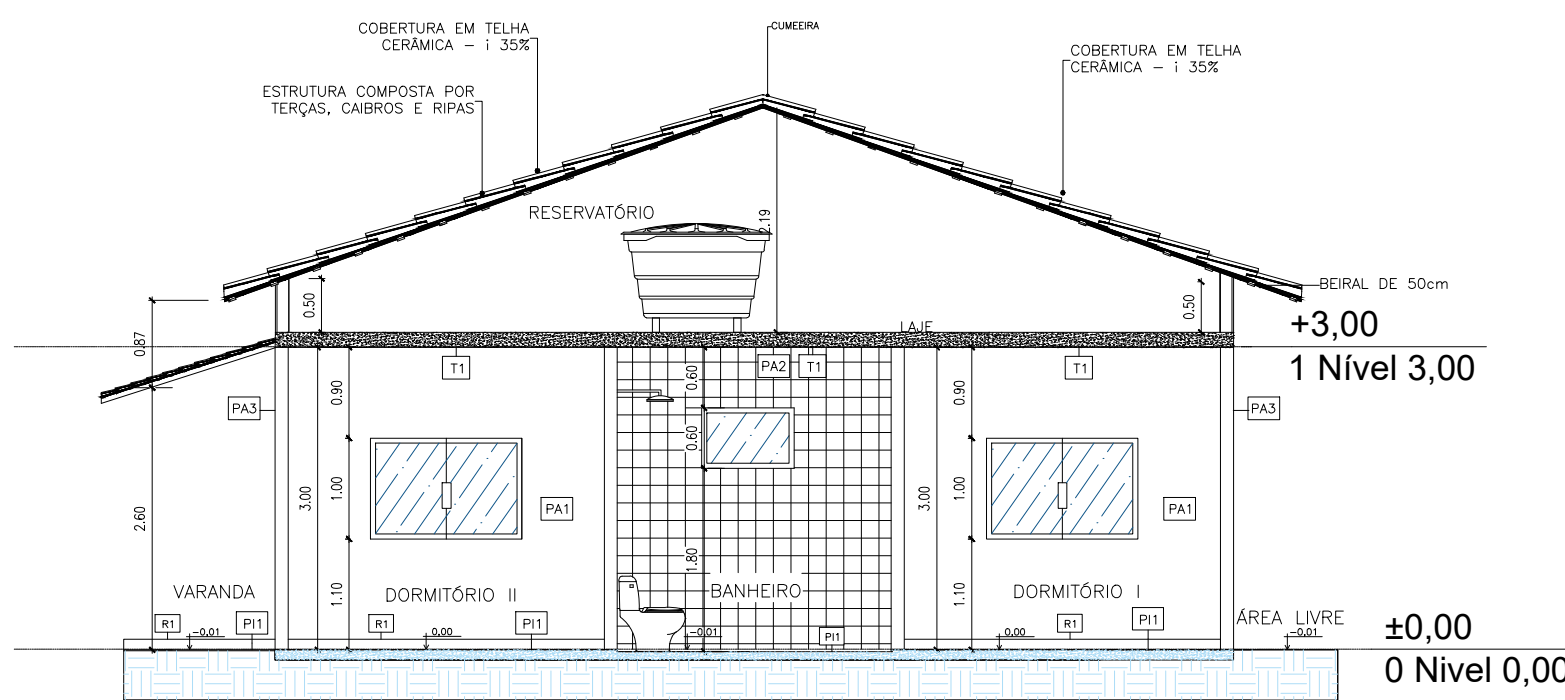 CUMEEIRA
COBERTURA EM TELHA
CERÂMICA – i 35%
COBERTURA EM TELHA
CERÂMICA – i 35%
ESTRUTURA COMPOSTA POR
TERÇAS, CAIBROS E RIPAS
RESERVATÓRIO
2.19
BEIRAL DE 50cm
0.50
0.50
LAJE
+3,00
0.87
1 Nível 3,00
T1
PA2
T1
T1
0.60
0.90
0.90
PA3
PA3
0.60
1.00
3.00
3.00
1.00
PA1
PA1
2.60
1.80
1.10
1.10
VARANDA
DORMITÓRIO II
BANHEIRO
DORMITÓRIO I
ÁREA LIVRE
R1
PI1
R1
PI1
PI1
R1
PI1
-0.01
0.00
-0.01
0.00
-0.01
±0,00
0 Nivel 0,00